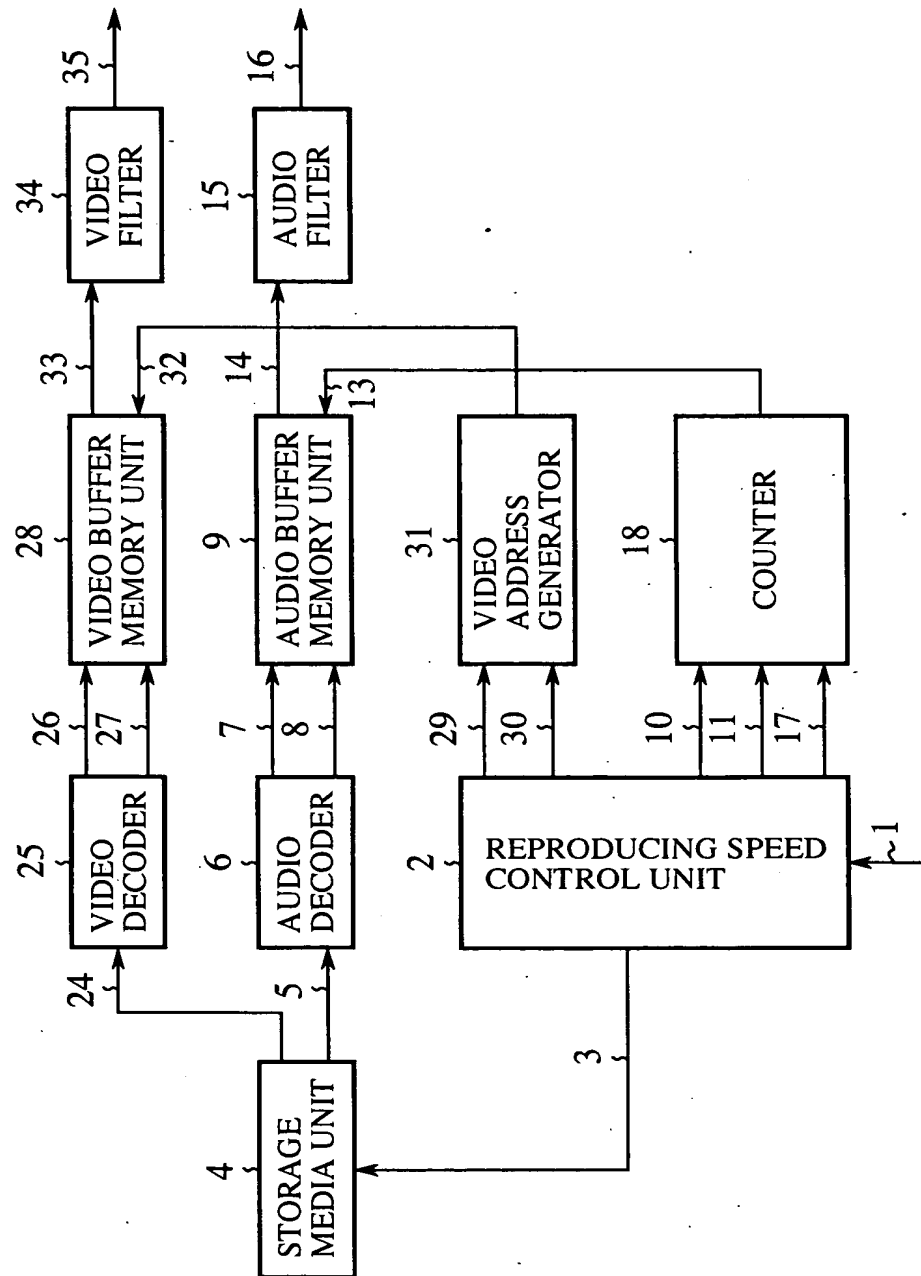 35
16
34
VIDEO
FILTER
15
AUDIO
FILTER
33
32
14
13
28
VIDEO BUFFER
MEMORY UNIT
9
AUDIO BUFFER
MEMORY UNIT
31
VIDEO
ADDRESS
GENERATOR
18
COUNTER
26
27
7
8
29
30
10
11
17
25
VIDEO
DECODER
6
AUDIO
DECODER
2
REPRODUCING SPEED
CONTROL UNIT
1
24
5
3
4
STORAGE
MEDIA UNIT